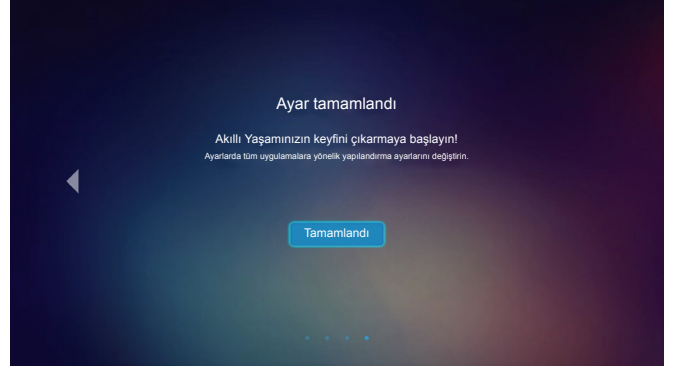 Ayar tamamlandı
Akıllı Yaşamınızın keyfini çıkarmaya başlayın!
Ayarlarda tüm uygulamalara yönelik yapılandırma ayarlarını değiştirin.
Tamamlandı